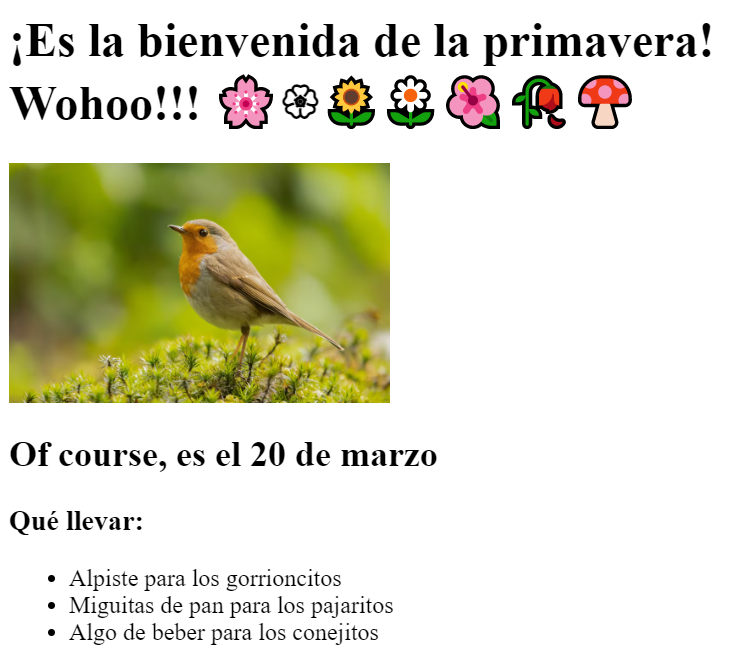 ¡Es la bienvenida de la primavera!
Wohoo!!! 🌸💮🌻🌼🌺🥀🍄
Of course, es el 20 de marzo
Qué llevar:
• Alpiste para los gorrioncitos
• Miguitas de pan para los pajaritos
• Algo de beber para los conejitos